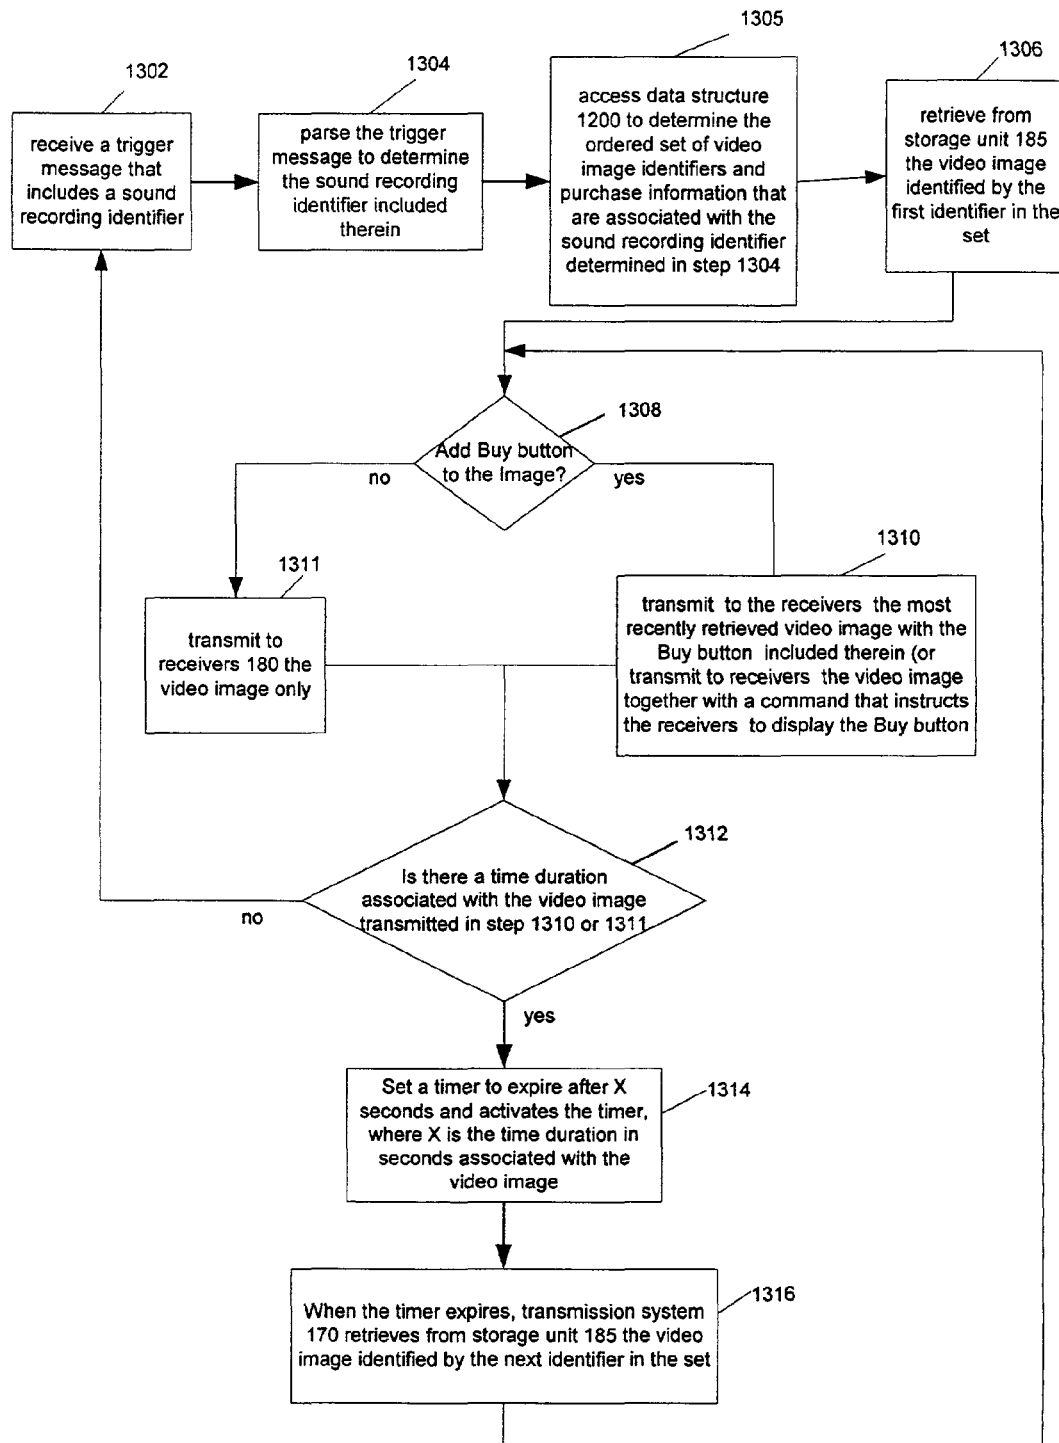 1302
receive a trigger
message that
includes a sound
recording identifier
1304
parse the trigger
message to determine
the sound recording
identifier included
therein
1305
access data structure
1200 to determine the
ordered set of video
image identifiers and
purchase information that
are associated with the
sound recording identifier
determined in step 1304
1306
retrieve from
storage unit 185
the video image
identified by the
first identifier in the
set
1308
Add Buy button
to the Image?
no
yes
1311
transmit to
receivers 180 the
video image only
1310
transmit to the receivers the most
recently retrieved video image with the
Buy button included therein (or
transmit to receivers the video image
together with a command that instructs
the receivers to display the Buy button
1312
Is there a time duration
associated with the video image
transmitted in step 1310 or 1311
no
yes
1314
Set a timer to expire after X
seconds and activates the timer,
where X is the time duration in
seconds associated with the
video image
1316
When the timer expires, transmission system
170 retrieves from storage unit 185 the video
image identified by the next identifier in the set